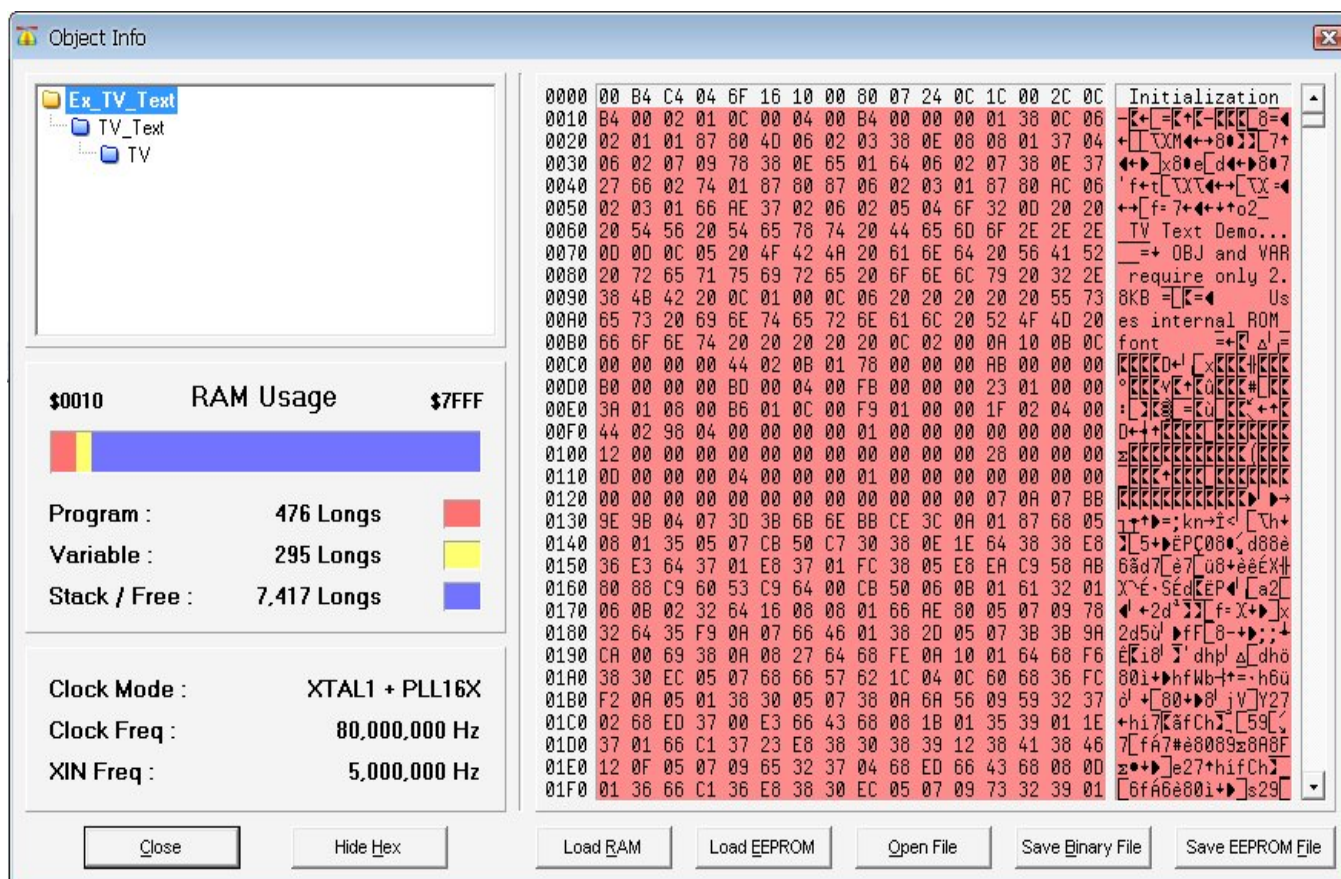 Object Info
Ex_TV_Text
TV_Text
TV
$0010 RAM Usage $7FFF
Program : 476 Longs
Variable : 295 Longs
Stack / Free : 7,417 Longs
Clock Mode : XTAL1 + PLL16X
Clock Freq : 80,000,000 Hz
XIN Freq : 5,000,000 Hz
0000 00 B4 C4 04 6F 16 10 00 80 07 24 0C 1C 00 2C 0C Initialization
0010 B4 00 02 01 0C 00 04 00 B4 00 00 00 01 38 0C 06
0020 02 01 01 87 80 4D 06 02 03 38 0E 08 08 01 37 04
0030 06 02 07 09 78 38 0E 65 01 64 06 02 07 38 0E 37
0040 27 66 02 74 01 87 80 87 06 02 03 01 87 80 AC 06
0050 02 03 01 66 AE 37 02 06 02 05 04 6F 32 0D 20 20
0060 20 54 56 20 54 65 78 74 20 44 65 6D 6F 2E 2E 2E TV Text Demo...
0070 0D 0D 0C 05 20 4F 42 4A 20 61 6E 64 20 56 41 52 OBJ and VAR
0080 20 72 65 71 75 69 72 65 20 6F 6E 6C 79 20 32 2E require only 2.
0090 38 4B 42 20 0C 01 00 0C 06 20 20 20 20 20 55 73 8KB Us
00A0 65 73 20 69 6E 74 65 72 6E 61 6C 20 52 4F 4D 20 es internal ROM
00B0 66 6F 6E 74 20 20 20 20 20 0C 02 00 0A 10 0B 0C font
00C0 00 00 00 00 44 02 0B 01 78 00 00 00 AB 00 00 00
00D0 B0 00 00 00 BD 00 04 00 FB 00 00 00 23 01 00 00
00E0 3A 01 08 00 B6 01 0C 00 F9 01 00 00 1F 02 04 00
00F0 44 02 98 04 00 00 00 00 01 00 00 00 00 00 00 00
0100 12 00 00 00 00 00 00 00 00 00 00 00 28 00 00 00
0110 0D 00 00 00 04 00 00 00 01 00 00 00 00 00 00 00
0120 00 00 00 00 00 00 00 00 00 00 00 00 07 0A 07 BB
0130 9E 9B 04 07 3D 3B 6B 6E BB CE 3C 0A 01 87 68 05
0140 08 01 35 05 07 CB 50 C7 30 38 0E 1E 64 38 38 E8
0150 36 E3 64 37 01 E8 37 01 FC 38 05 E8 EA C9 58 AB
0160 80 88 C9 60 53 C9 64 00 CB 50 06 0B 01 61 32 01
0170 06 0B 02 32 64 16 08 08 01 66 AE 80 05 07 09 78
0180 32 64 35 F9 0A 07 66 46 01 38 2D 05 07 3B 3B 9A
0190 CA 00 69 38 0A 08 27 64 68 FE 0A 10 01 64 68 F6
01A0 38 30 EC 05 07 68 66 57 62 1C 04 0C 60 68 36 FC
01B0 F2 0A 05 01 38 30 05 07 38 0A 6A 56 09 59 32 37
01C0 02 68 ED 37 00 E3 66 43 68 08 1B 01 35 39 01 1E
01D0 37 01 66 C1 37 23 E8 38 30 38 39 12 38 41 38 46
01E0 12 0F 05 07 09 65 32 37 04 68 ED 66 43 68 08 0D
01F0 01 36 66 C1 36 E8 38 30 EC 05 07 09 73 32 39 01
Close
Hide Hex
Load RAM
Load EEPROM
Open File
Save Binary File
Save EEPROM File